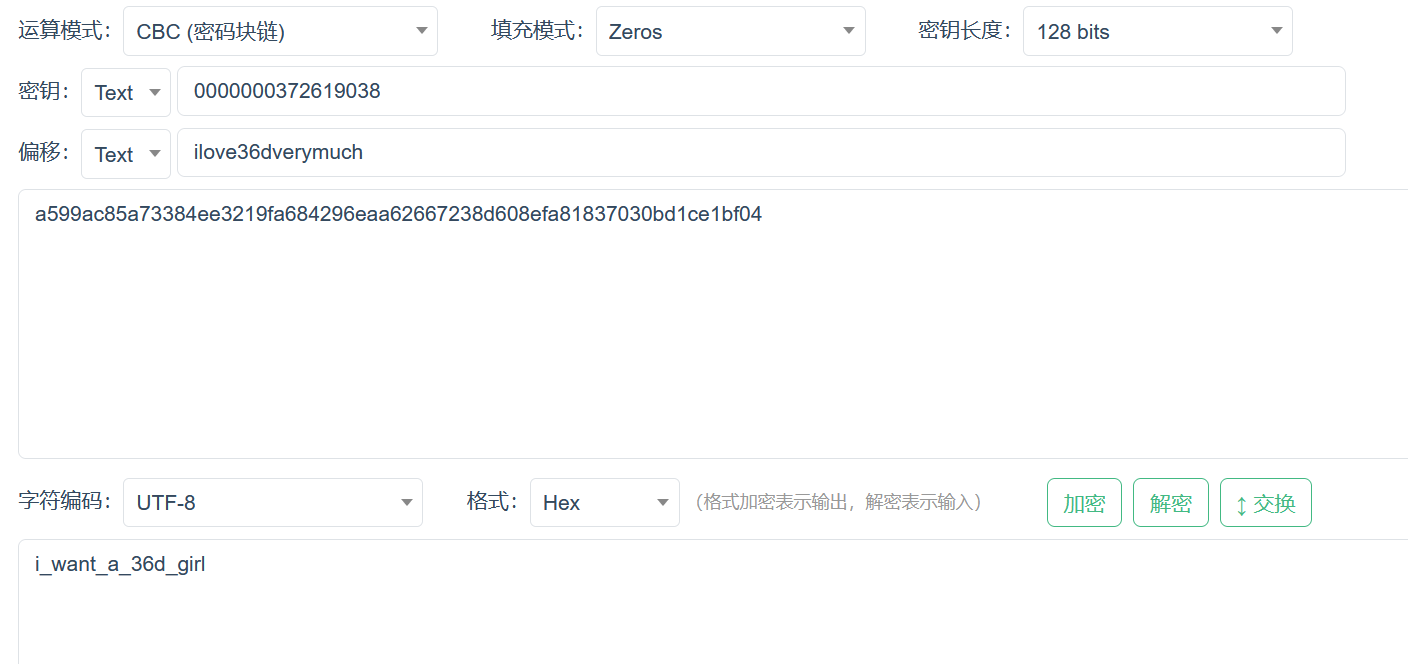 运算模式： CBC (密码块链) 填充模式： Zeros 密钥长度： 128 bits
密钥： Text 0000000372619038
偏移： Text ilove36dverymuch
a599ac85a73384ee3219fa684296eaa62667238d608efa81837030bd1ce1bf04
字符编码： UTF-8 格式： Hex （格式加密表示输出，解密表示输入） 加密 解密 ↕ 交换
i_want_a_36d_girl